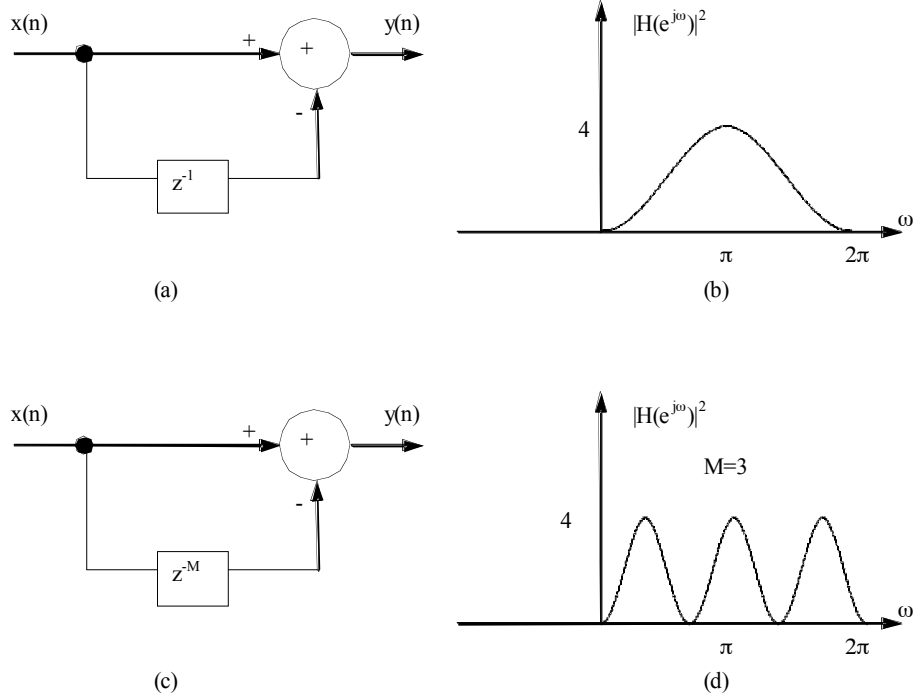 x(n)
+
+
y(n)
-
z⁻¹
(a)
|H(e^jω)|²
4
ω
π
2π
(b)
x(n)
+
+
y(n)
-
z⁻ᴹ
(c)
|H(e^jω)|²
M=3
4
ω
π
2π
(d)